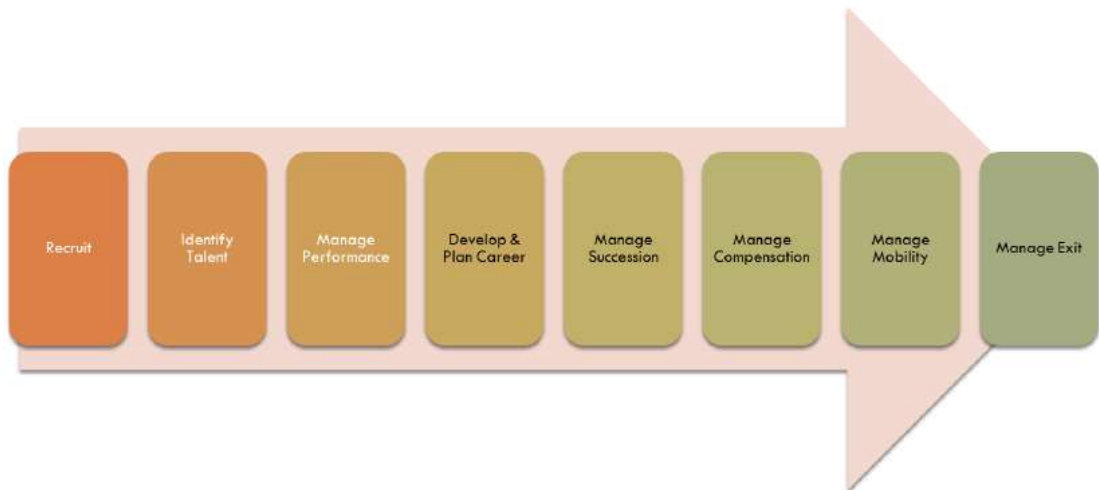 Recruit
Identify
Talent
Manage
Performance
Develop &
Plan Career
Manage
Succession
Manage
Compensation
Manage
Mobility
Manage Exit